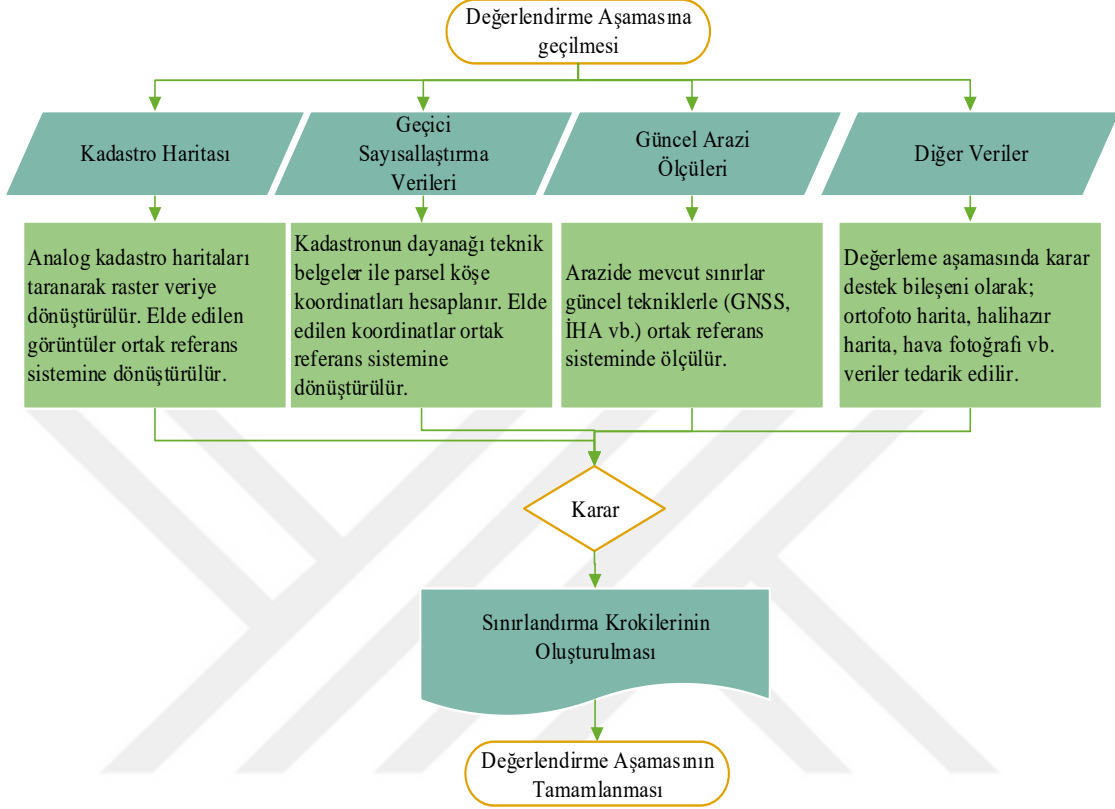 Değerlendirme Aşamasına
geçilmesi
Kadastro Haritası
Geçici
Sayısallaştırma
Verileri
Güncel Arazi
Ölçüleri
Diğer Veriler
Analog kadastro haritaları
taranarak raster veriye
dönüştürülür. Elde edilen
görüntüler ortak referans
sistemine dönüştürülür.
Kadastronun dayanağı teknik
belgeler ile parsel köşe
koordinatları hesaplanır. Elde
edilen koordinatlar ortak
referans sistemine
dönüştürülür.
Arazide mevcut sınırlar
güncel tekniklerle (GNSS,
İHA vb.) ortak referans
sisteminde ölçülür.
Değerleme aşamasında karar
destek bileşeni olarak;
ortofoto harita, halihazır
harita, hava fotoğrafı vb.
veriler tedarik edilir.
Karar
Sınırlandırma Krokilerinin
Oluşturulması
Değerlendirme Aşamasının
Tamamlanması